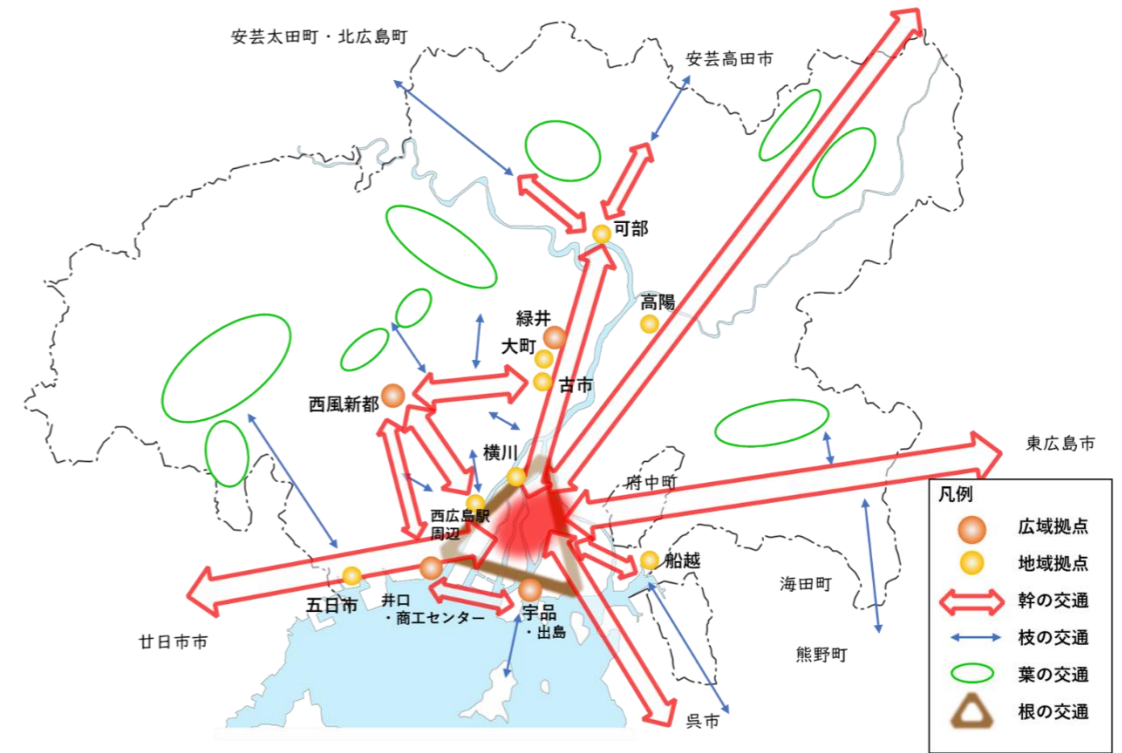 安芸太田町・北広島町
安芸高田市
可部
高陽
緑井
大町
古市
西風新都
横川
府中町
東広島市
西広島駅
周辺
船越
五日市
井口
・商工センター
宇品
・出島
海田町
廿日市市
熊野町
呉市
凡例
広域拠点
地域拠点
幹の交通
枝の交通
葉の交通
根の交通